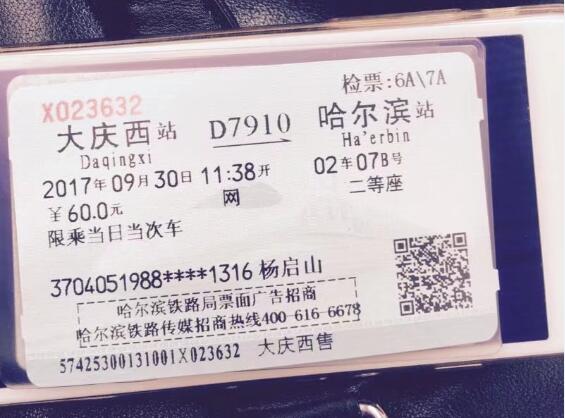 检票:6A\7A
X023632
大庆西站 D7910 哈尔滨站
Daqingxi Ha'erbin
2017年09月30日 11:38开 02车07B号
￥60.0元 网 二等座
限乘当日当次车
3704051988****1316 杨启山
哈尔滨铁路局票面广告招商
哈尔滨铁路传媒招商热线400 616 6678
57425300131001X023632 大庆西售